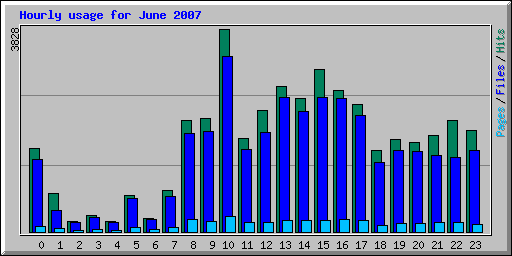 Hourly usage for June 2007
3828
Pages/Files/Hits
0 1 2 3 4 5 6 7 8 9 10 11 12 13 14 15 16 17 18 19 20 21 22 23